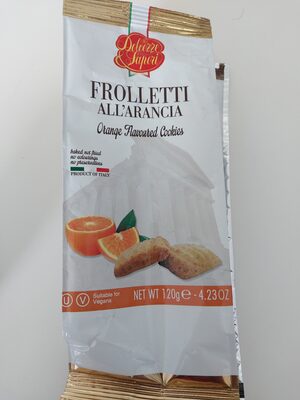 Dolcezze
& Sapori
FROLLETTI
ALL'ARANCIA
Orange Flavoured Cookies
baked not fried
no colourings
no preservatives
PRODUCT OF ITALY
U V Suitable for
Vegans
NET WT 120g e - 4.23 OZ